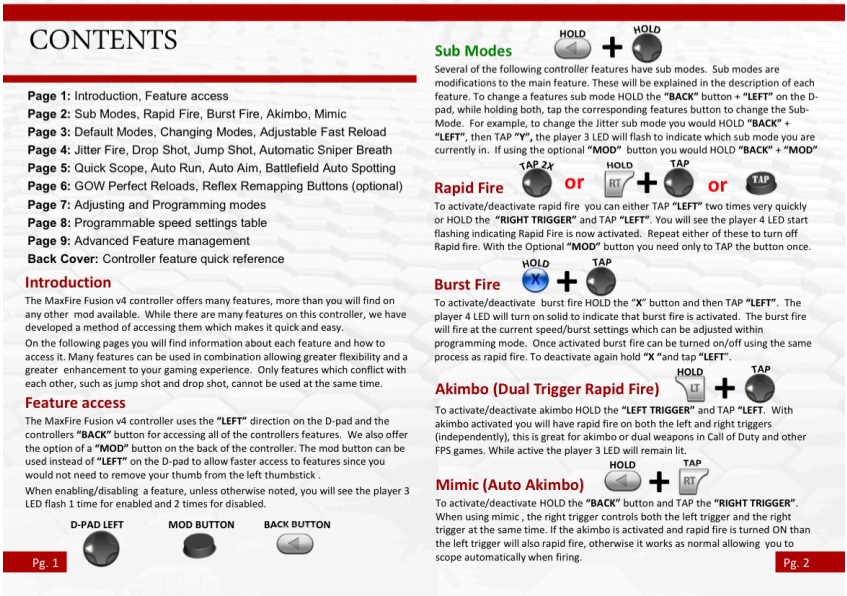 CONTENTS
Page 1: Introduction, Feature access
Page 2: Sub Modes, Rapid Fire, Burst Fire, Akimbo, Mimic
Page 3: Default Modes, Changing Modes, Adjustable Fast Reload
Page 4: Jitter Fire, Drop Shot, Jump Shot, Automatic Sniper Breath
Page 5: Quick Scope, Auto Run, Auto Aim, Battlefield Auto Spotting
Page 6: GOW Perfect Reloads, Reflex Remapping Buttons (optional)
Page 7: Adjusting and Programming modes
Page 8: Programmable speed settings table
Page 9: Advanced Feature management
Back Cover: Controller feature quick reference
Introduction
The MaxFire Fusion v4 controller offers many features, more than you will find on
any other mod available. While there are many features on this controller, we have
developed a method of accessing them which makes it quick and easy.
On the following pages you will find information about each feature and how to
access it. Many features can be used in combination allowing greater flexibility and a
greater enhancement to your gaming experience. Only features which conflict with
each other, such as jump shot and drop shot, cannot be used at the same time.
Feature access
The MaxFire Fusion v4 controller uses the “LEFT” direction on the D-pad and the
controllers “BACK” button for accessing all of the controllers features. We also offer
the option of a “MOD” button on the back of the controller. The mod button can be
used instead of “LEFT” on the D-pad to allow faster access to features since you
would not need to remove your thumb from the left thumbstick .
When enabling/disabling a feature, unless otherwise noted, you will see the player 3
LED flash 1 time for enabled and 2 times for disabled.
D-PAD LEFT MOD BUTTON BACK BUTTON
Pg. 1
HOLD HOLD
Sub Modes +
Several of the following controller features have sub modes. Sub modes are
modifications to the main feature. These will be explained in the description of each
feature. To change a features sub mode HOLD the “BACK” button + “LEFT” on the D-
pad, while holding both, tap the corresponding features button to change the Sub-
Mode. For example, to change the Jitter sub mode you would HOLD “BACK” +
“LEFT”, then TAP ”Y”, the player 3 LED will flash to indicate which sub mode you are
currently in. If using the optional “MOD” button you would HOLD “BACK” + “MOD”
TAP 2X HOLD TAP
Rapid Fire or RT + or TAP
To activate/deactivate rapid fire you can either TAP “LEFT” two times very quickly
or HOLD the “RIGHT TRIGGER” and TAP “LEFT”. You will see the player 4 LED start
flashing indicating Rapid Fire is now activated. Repeat either of these to turn off
Rapid fire. With the Optional “MOD” button you need only to TAP the button once.
HOLD TAP
Burst Fire X +
To activate/deactivate burst fire HOLD the “X” button and then TAP “LEFT”. The
player 4 LED will turn on solid to indicate that burst fire is activated. The burst fire
will fire at the current speed/burst settings which can be adjusted within
programming mode. Once activated burst fire can be turned on/off using the same
process as rapid fire. To deactivate again hold “X “and tap “LEFT”.
HOLD TAP
Akimbo (Dual Trigger Rapid Fire) LT +
To activate/deactivate akimbo HOLD the “LEFT TRIGGER” and TAP “LEFT. With
akimbo activated you will have rapid fire on both the left and right triggers
(independently), this is great for akimbo or dual weapons in Call of Duty and other
FPS games. While active the player 3 LED will remain lit.
HOLD TAP
Mimic (Auto Akimbo) + RT
To activate/deactivate HOLD the “BACK” button and TAP the “RIGHT TRIGGER”.
When using mimic , the right trigger controls both the left trigger and the right
trigger at the same time. If the akimbo is activated and rapid fire is turned ON than
the left trigger will also rapid fire, otherwise it works as normal allowing you to
scope automatically when firing.
Pg. 2